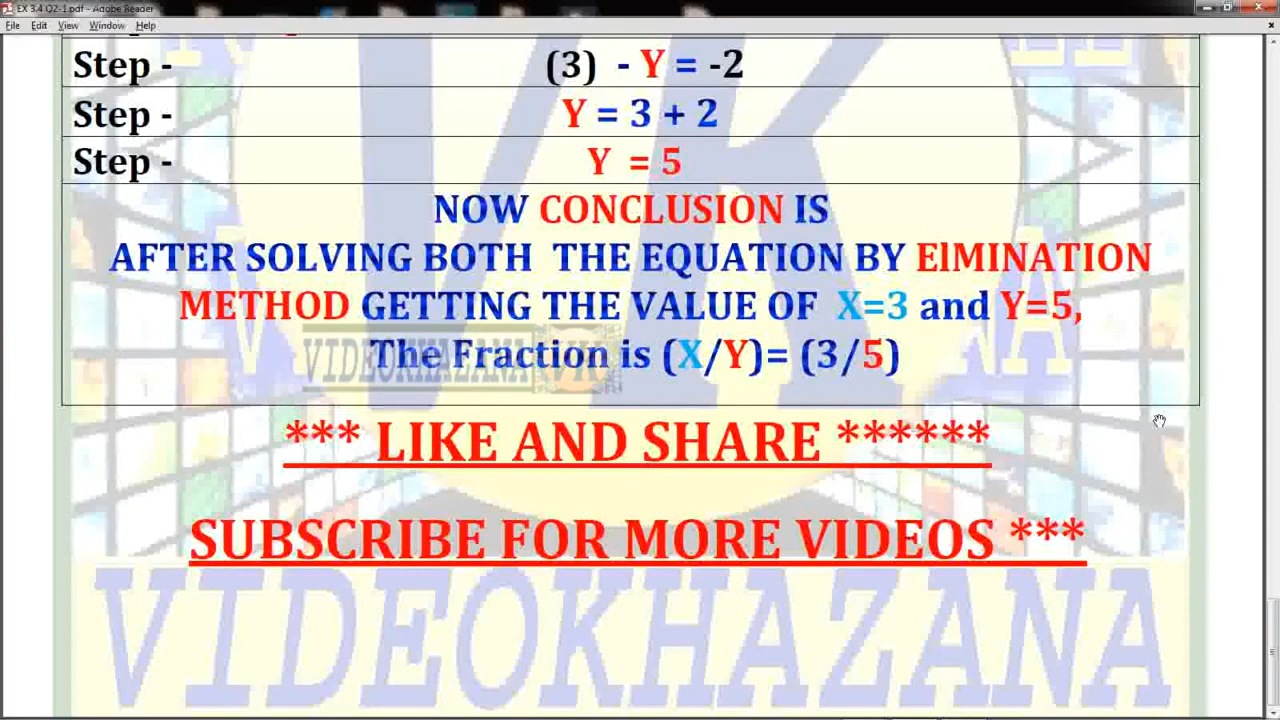 EX 3.4 Q2-1.pdf - Adobe Reader
File Edit View Window Help
Step - (3) - Y = -2
Step - Y = 3 + 2
Step - Y = 5
NOW CONCLUSION IS
AFTER SOLVING BOTH THE EQUATION BY ElMINATION
METHOD GETTING THE VALUE OF X=3 and Y=5,
The Fraction is (X/Y)= (3/5)
VIDEOKHAZANA
*** LIKE AND SHARE ******
SUBSCRIBE FOR MORE VIDEOS ***
VIDEOKHAZANA